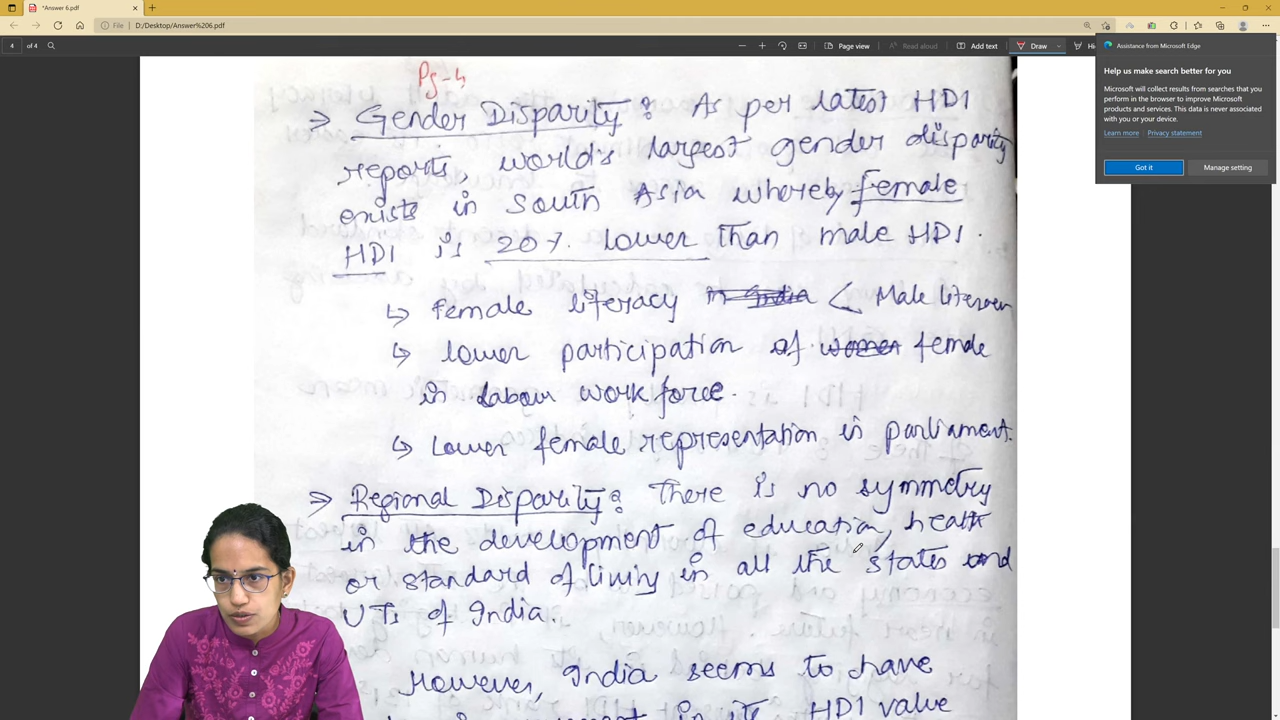 *Answer 6.pdf
File | D:/Desktop/Answer%206.pdf
4 of 4
Page view
Read aloud
Add text
Draw
Assistance from Microsoft Edge
Help us make search better for you
Microsoft will collect results from searches that you
perform in the browser to improve Microsoft
products and services. This data is never associated
with you or your device.
Learn more | Privacy statement
Got it
Manage setting
Pg-4
⇒ Gender Disparity: As per latest HDI
reports, world's largest gender disparity
exists in South Asia whereby female
HDI is 20% lower than male HDI.
↳ female literacy in India < Male
↳ lower participation of women female
in labour workforce.
↳ Lower female representation in parliament.
⇒ Regional Disparity: There is no symmetry
in the development of education, health
or standard of living in all the states and
UTs of India.
However, India seems to have
in its HDI value